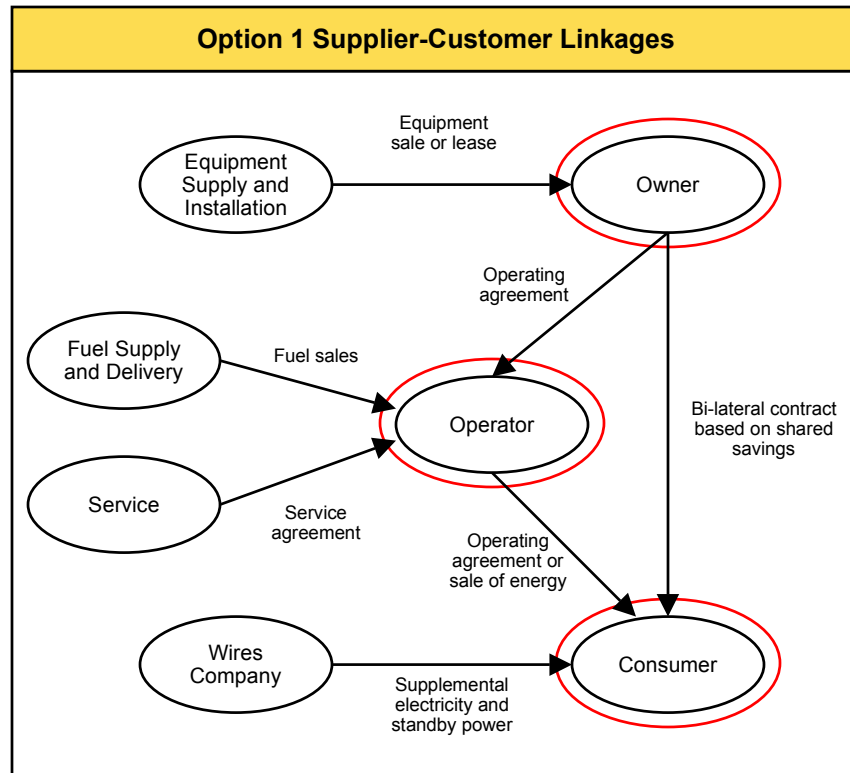 Option 1 Supplier-Customer Linkages
Equipment
sale or lease
Equipment
Supply and
Installation
Owner
Operating
agreement
Fuel Supply
and Delivery
Fuel sales
Operator
Bi-lateral contract
based on shared
savings
Service
Service
agreement
Operating
agreement or
sale of energy
Wires
Company
Consumer
Supplemental
electricity and
standby power